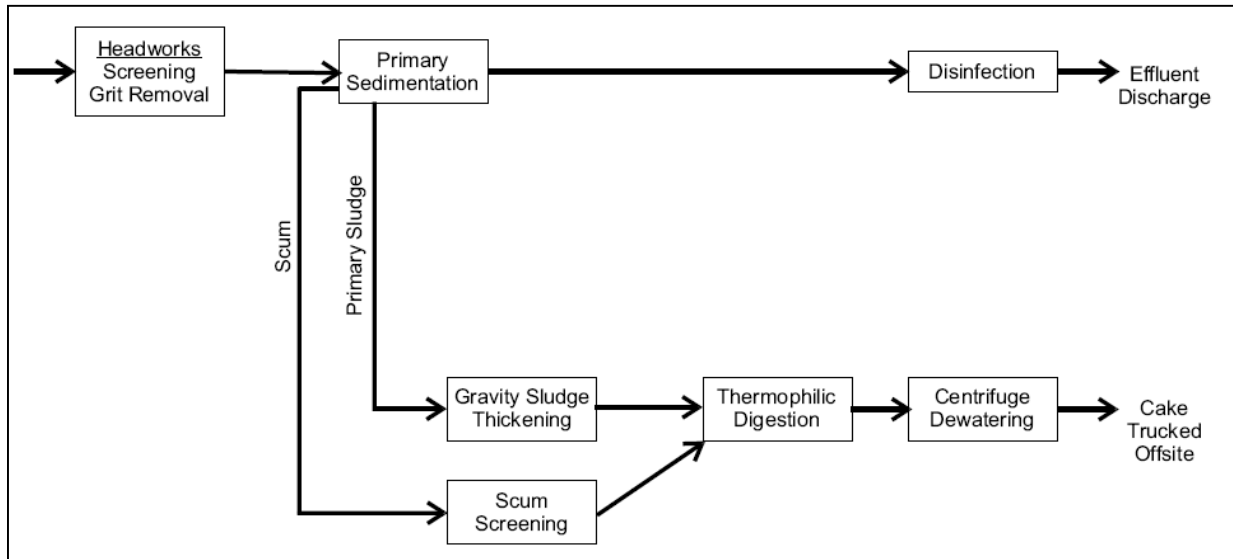 Headworks
Screening
Grit Removal
Primary
Sedimentation
Disinfection
Effluent
Discharge
Scum
Primary Sludge
Gravity Sludge
Thickening
Thermophilic
Digestion
Centrifuge
Dewatering
Cake
Trucked
Offsite
Scum
Screening